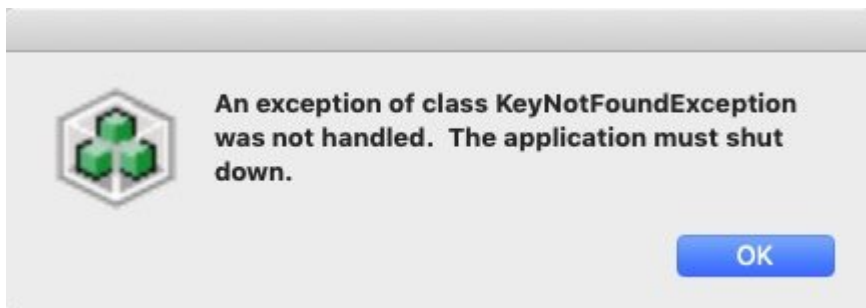 An exception of class KeyNotFoundException
was not handled.  The application must shut
down.
OK